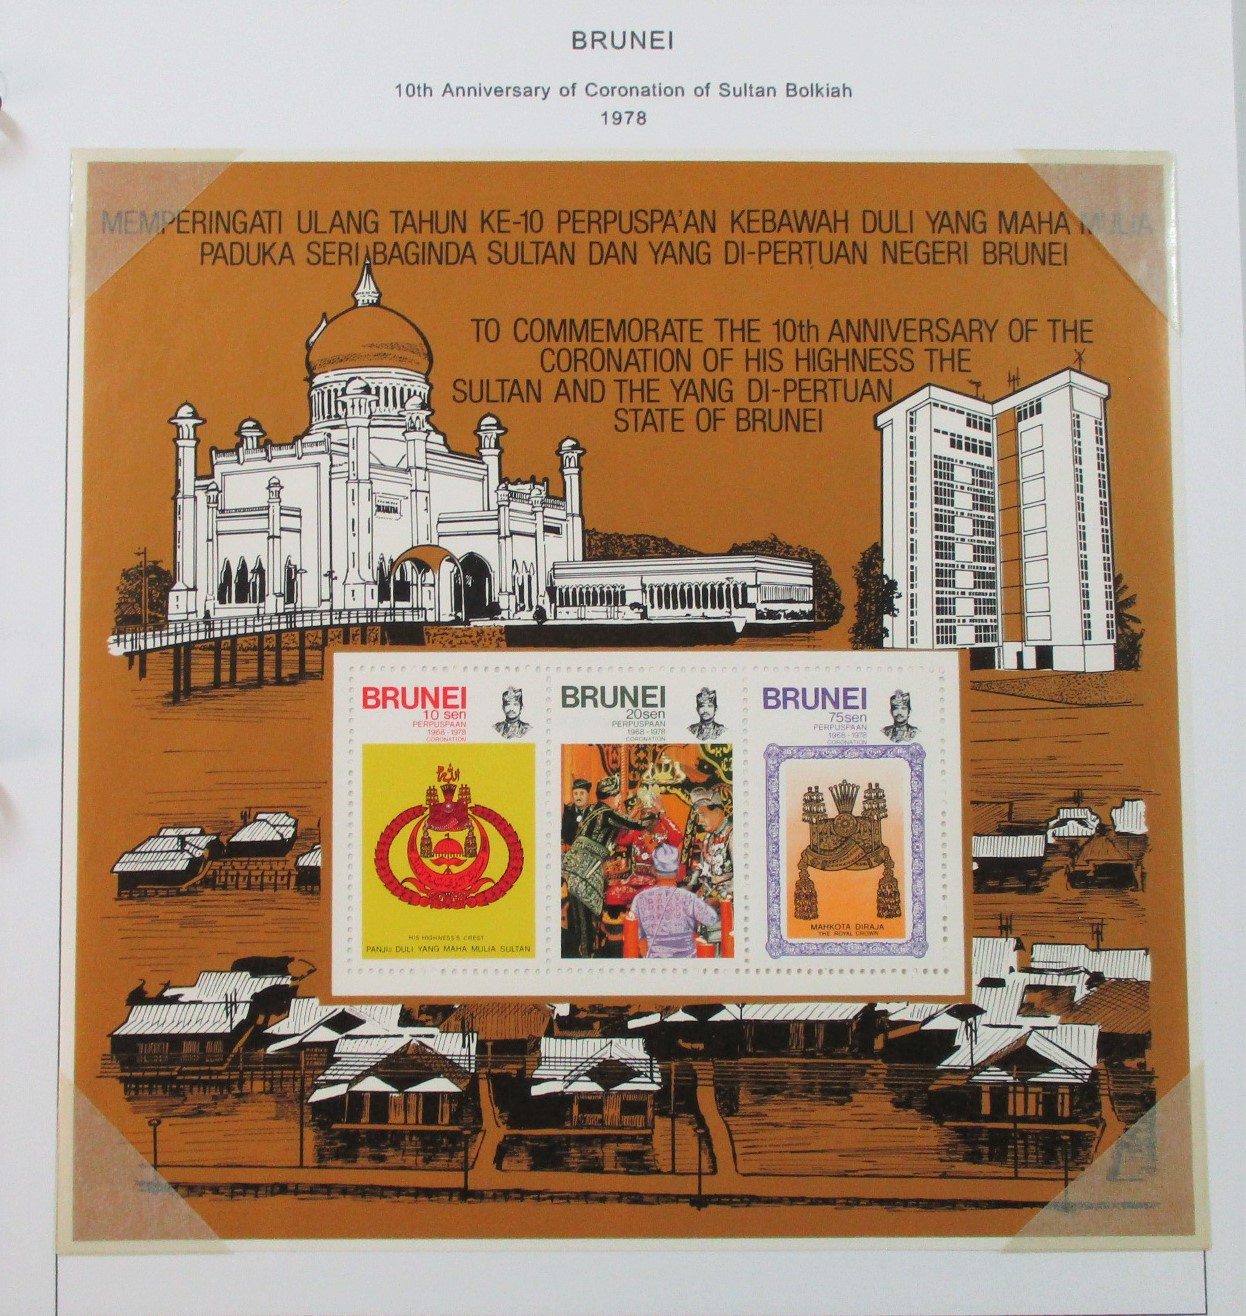 BRUNEI
10th Anniversary of Coronation of Sultan Bolkiah
1978
MEMPERINGATI ULANG TAHUN KE-10 PERPUSPA'AN KEBAWAH DULI YANG MAHA MULIA
PADUKA SERI BAGINDA SULTAN DAN YANG DI-PERTUAN NEGERI BRUNEI
TO COMMEMORATE THE 10th ANNIVERSARY OF THE
CORONATION OF HIS HIGHNESS THE
SULTAN AND THE YANG DI-PERTUAN
STATE OF BRUNEI
BRUNEI
10 sen
PERPUSPAAN
1968-1978
CORONATION
HIS HIGHNESS'S CREST
PANJI: DULI YANG MAHA MULIA SULTAN
BRUNEI
20sen
PERPUSPAAN
1968-1978
CORONATION
BRUNEI
75sen
PERPUSPAAN
1968-1978
CORONATION
MAHKOTA DIRAJA
THE ROYAL CROWN